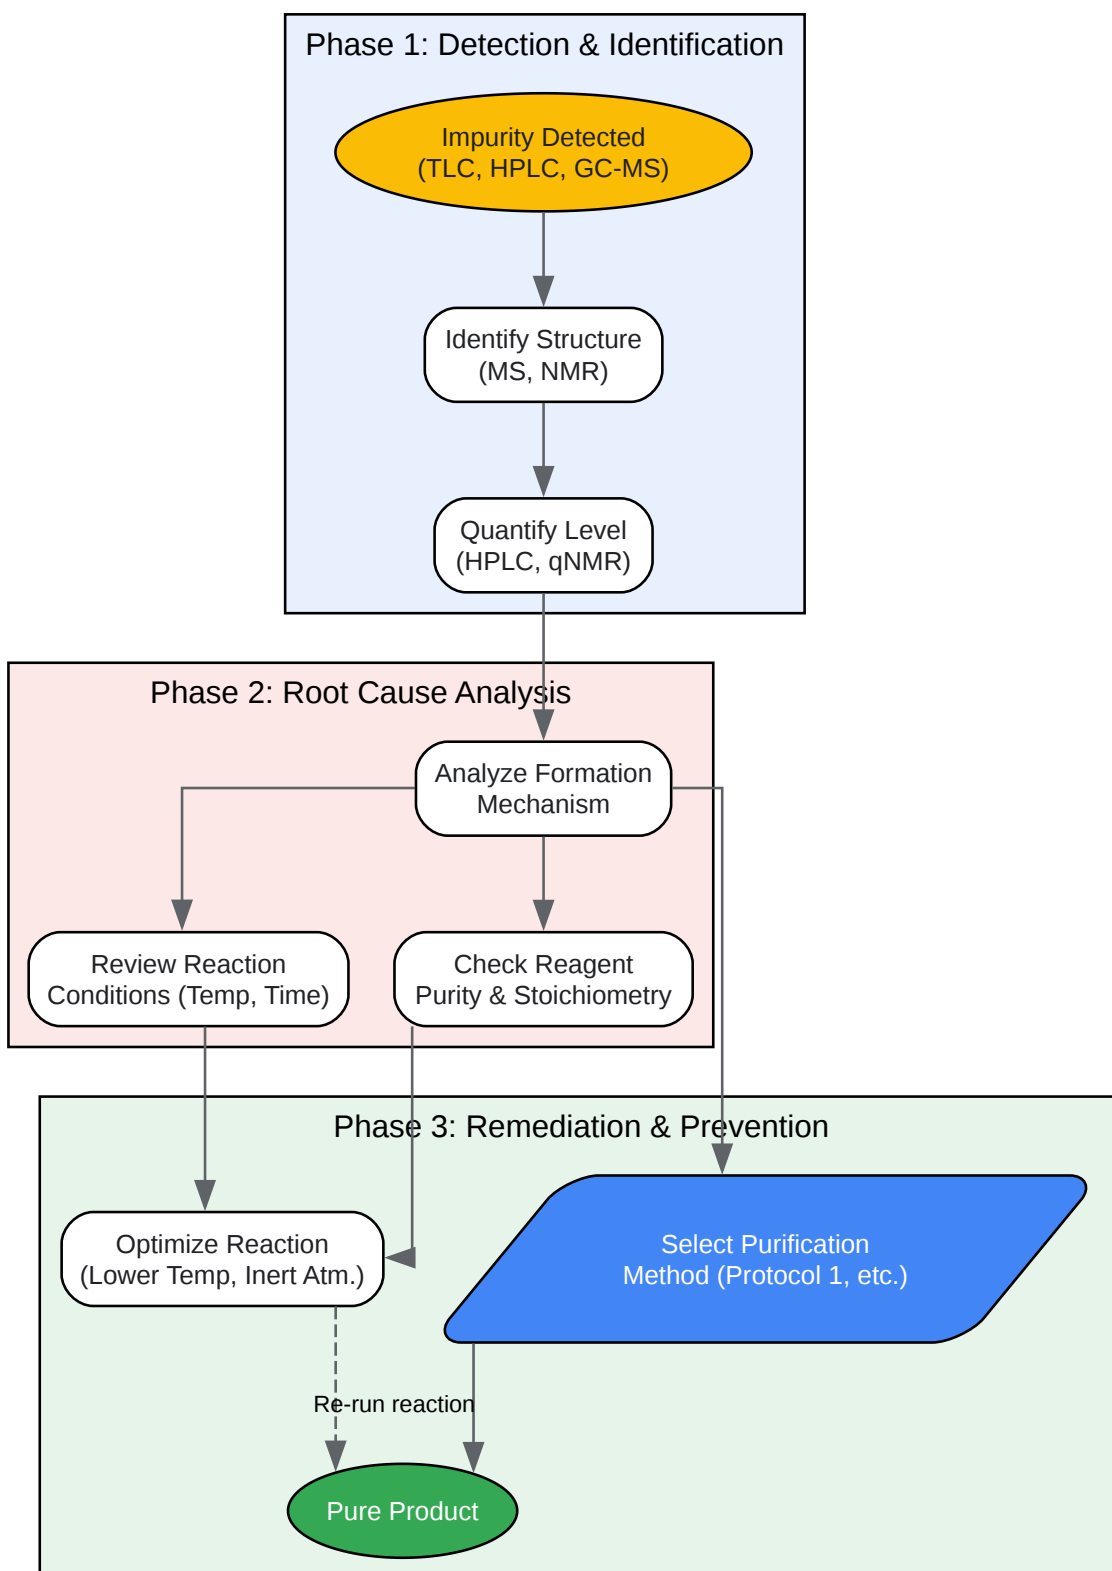 Phase 1: Detection & Identification
Impurity Detected
(TLC, HPLC, GC-MS)
Identify Structure
(MS, NMR)
Quantify Level
(HPLC, qNMR)
Phase 2: Root Cause Analysis
Analyze Formation
Mechanism
Review Reaction
Conditions (Temp, Time)
Check Reagent
Purity & Stoichiometry
Phase 3: Remediation & Prevention
Optimize Reaction
(Lower Temp, Inert Atm.)
Select Purification
Method (Protocol 1, etc.)
Re-run reaction
Pure Product